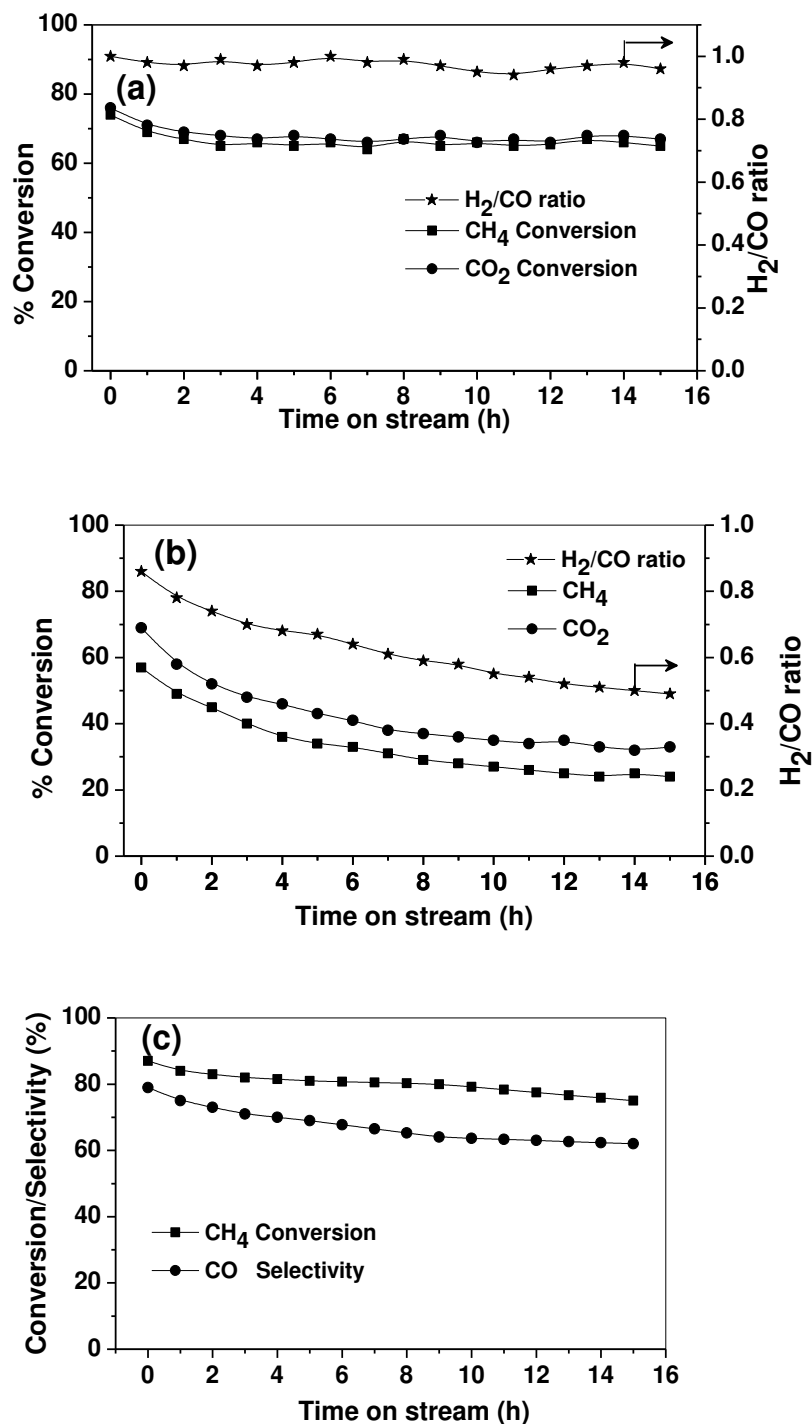 100
80
60
40
20
0
% Conversion
(a)
H2/CO ratio
CH4 Conversion
CO2 Conversion
1.0
0.8
0.6
0.4
0.2
0.0
H2/CO ratio
0 2 4 6 8 10 12 14 16
Time on stream (h)
100
80
60
40
20
0
% Conversion
(b)
H2/CO ratio
CH4
CO2
1.0
0.8
0.6
0.4
0.2
0.0
H2/CO ratio
0 2 4 6 8 10 12 14 16
Time on stream (h)
100
80
60
40
20
0
Conversion/Selectivity (%)
(c)
CH4 Conversion
CO Selectivity
0 2 4 6 8 10 12 14 16
Time on stream (h)